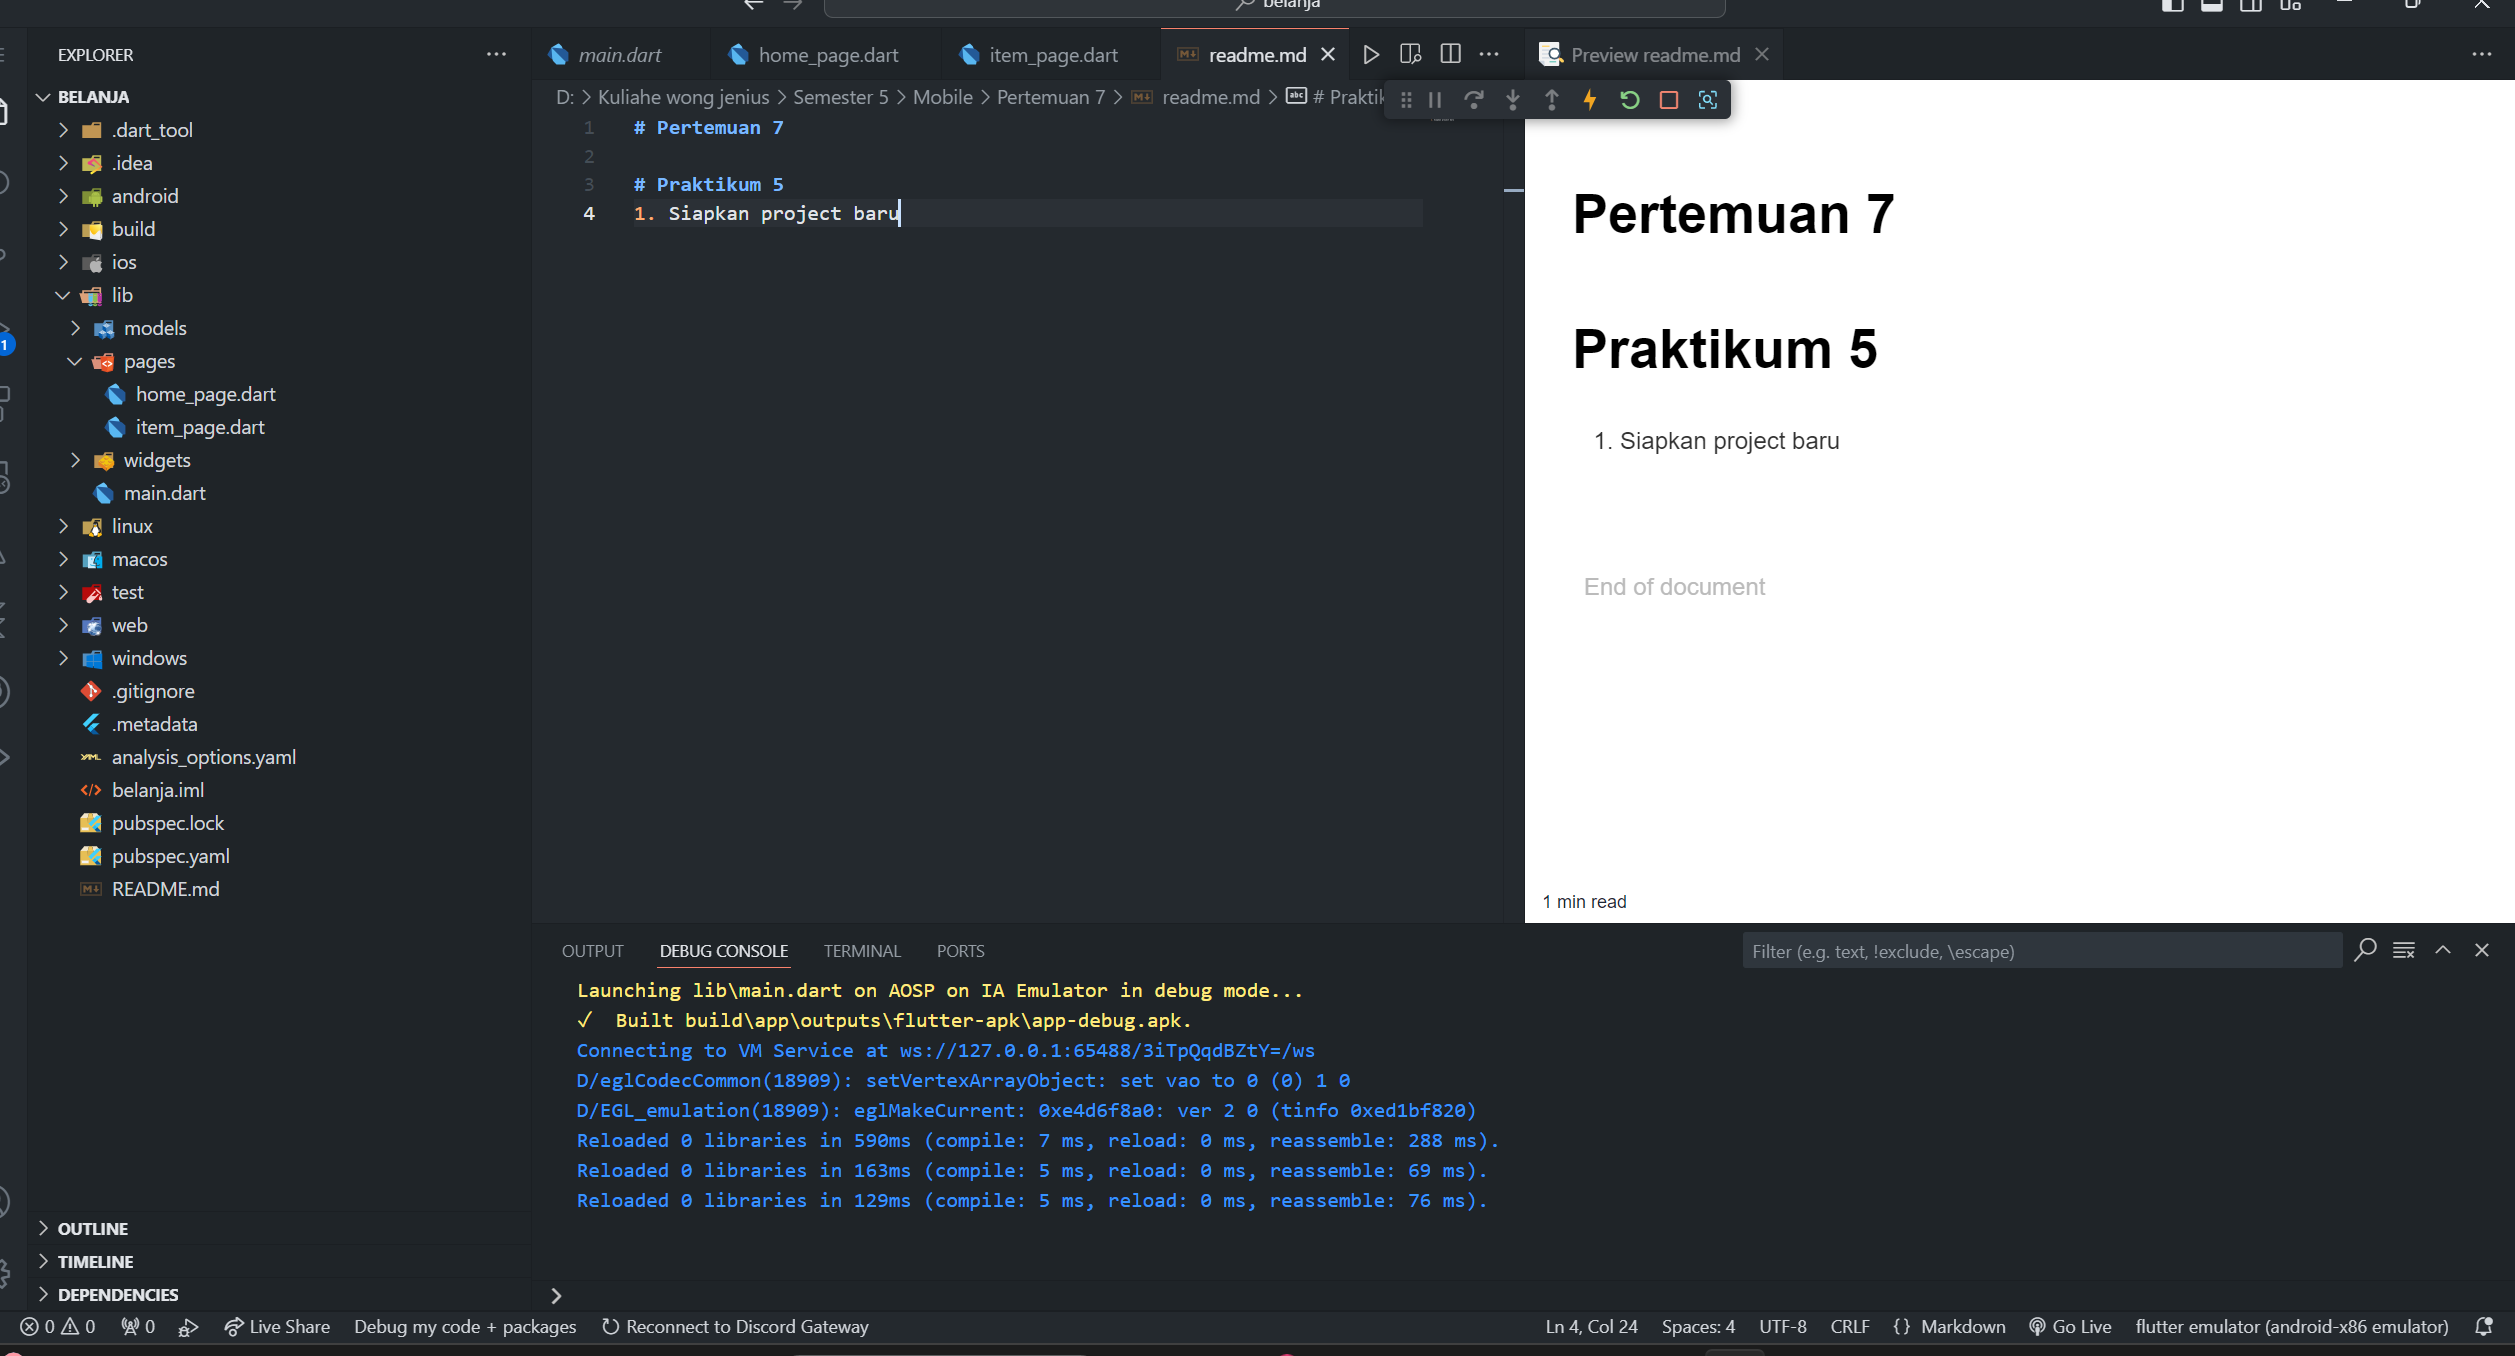 belanja
EXPLORER
main.dart
home_page.dart
item_page.dart
readme.md
Preview readme.md
BELANJA
D: > Kuliahe wong jenius > Semester 5 > Mobile > Pertemuan 7 > readme.md > # Praktik
.dart_tool
.idea
android
build
ios
lib
models
pages
home_page.dart
item_page.dart
widgets
main.dart
linux
macos
test
web
windows
.gitignore
.metadata
analysis_options.yaml
belanja.iml
pubspec.lock
pubspec.yaml
README.md
OUTLINE
TIMELINE
DEPENDENCIES
1
1 # Pertemuan 7
2
3 # Praktikum 5
4 1. Siapkan project baru
Pertemuan 7
Praktikum 5
1. Siapkan project baru
End of document
1 min read
OUTPUT
DEBUG CONSOLE
TERMINAL
PORTS
Filter (e.g. text, !exclude, \escape)
Launching lib\main.dart on AOSP on IA Emulator in debug mode...
✓ Built build\app\outputs\flutter-apk\app-debug.apk.
Connecting to VM Service at ws://127.0.0.1:65488/3iTpQqdBZtY=/ws
D/eglCodecCommon(18909): setVertexArrayObject: set vao to 0 (0) 1 0
D/EGL_emulation(18909): eglMakeCurrent: 0xe4d6f8a0: ver 2 0 (tinfo 0xed1bf820)
Reloaded 0 libraries in 590ms (compile: 7 ms, reload: 0 ms, reassemble: 288 ms).
Reloaded 0 libraries in 163ms (compile: 5 ms, reload: 0 ms, reassemble: 69 ms).
Reloaded 0 libraries in 129ms (compile: 5 ms, reload: 0 ms, reassemble: 76 ms).
0 0 0 Live Share Debug my code + packages Reconnect to Discord Gateway Ln 4, Col 24 Spaces: 4 UTF-8 CRLF {} Markdown Go Live flutter emulator (android-x86 emulator)